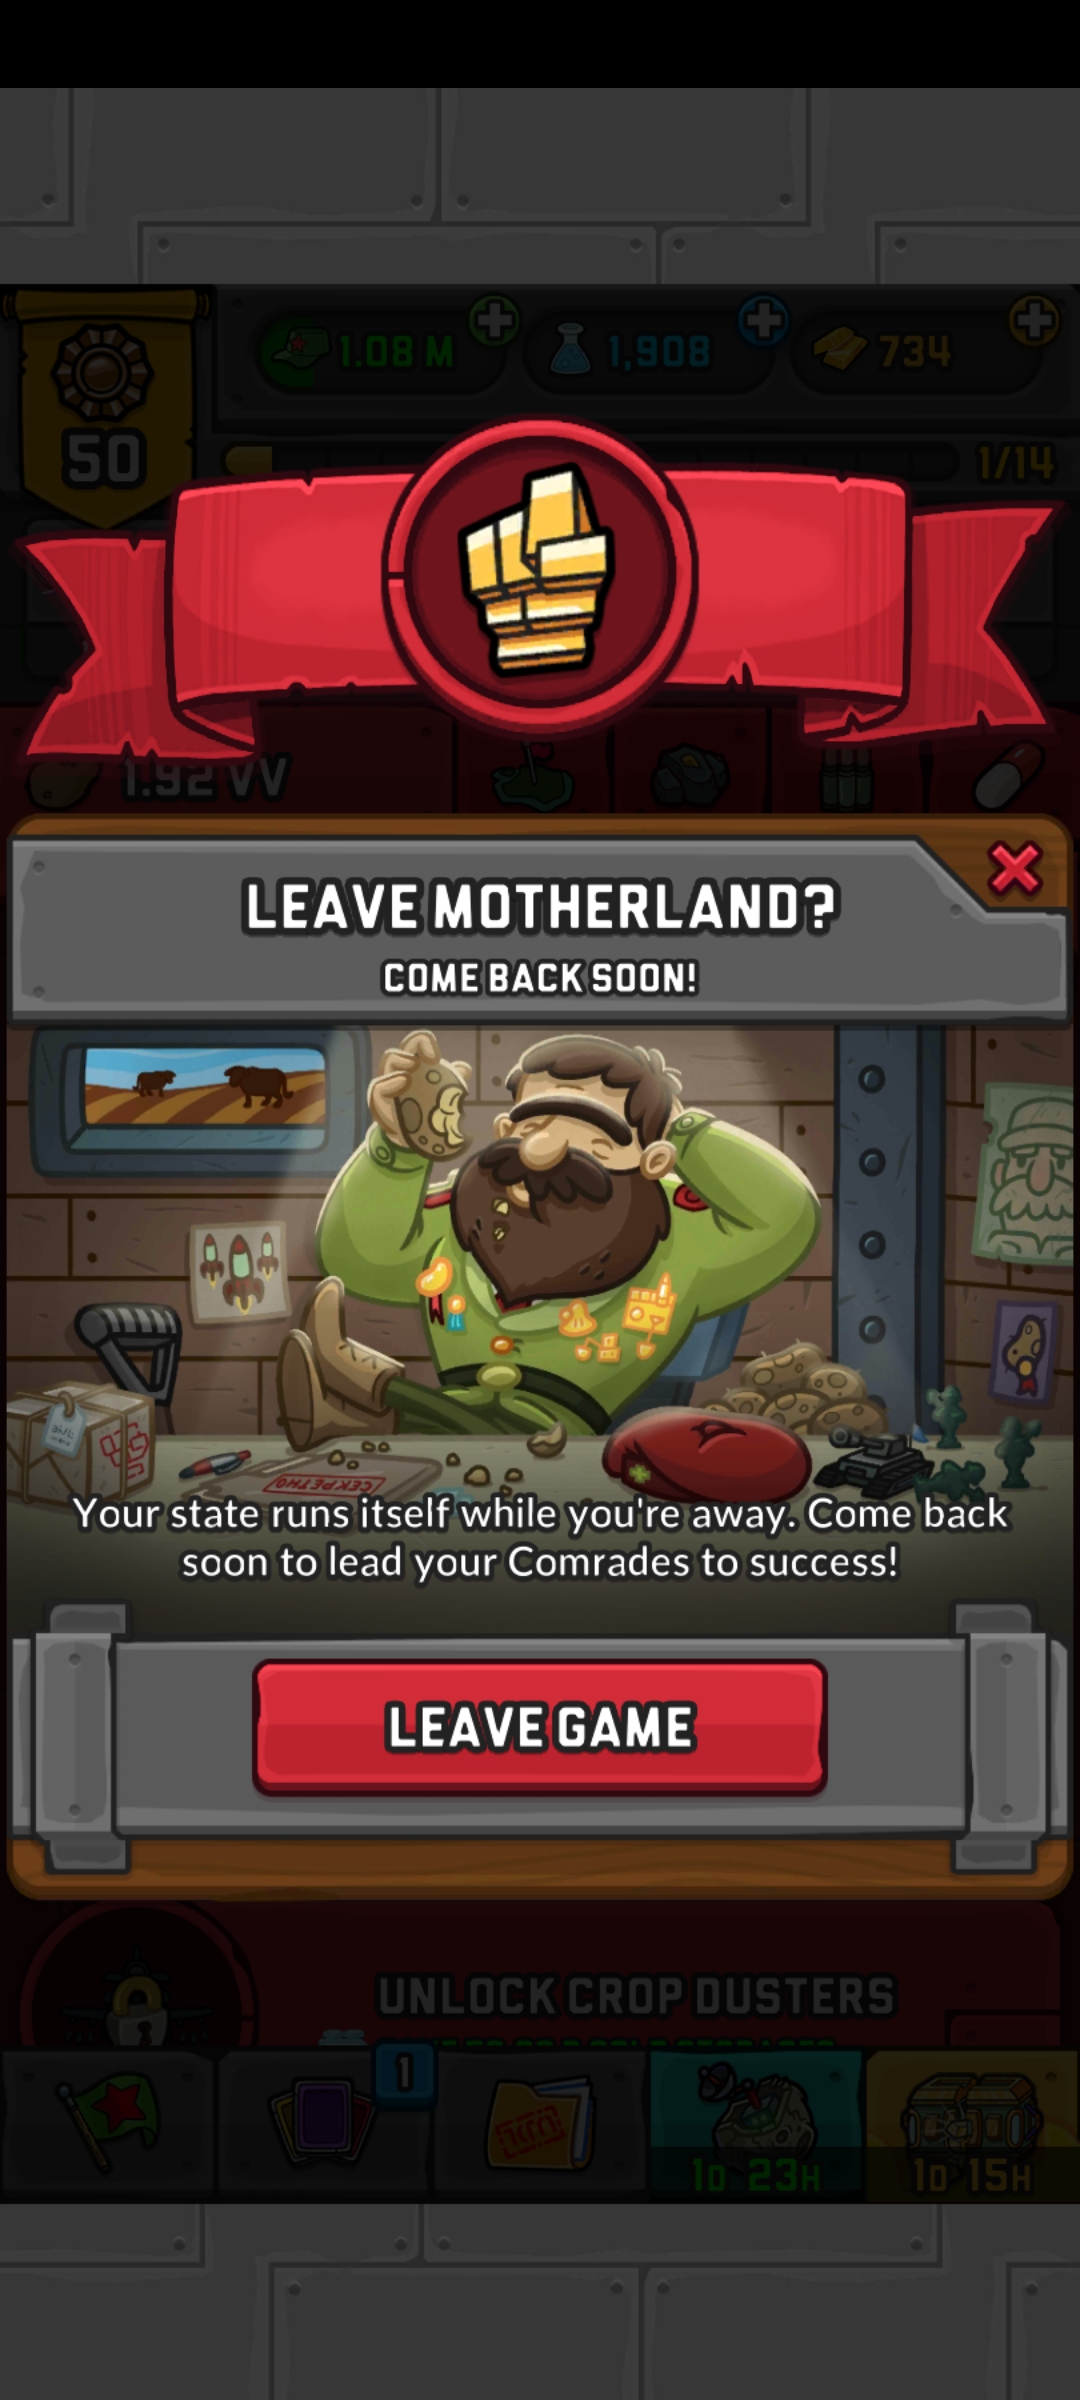 1.08 M
1,908
734
50
1/14
1.92 VV
LEAVE MOTHERLAND?
COME BACK SOON!
СЕКРЕТНО
Your state runs itself while you're away. Come back
soon to lead your Comrades to success!
LEAVE GAME
UNLOCK CROP DUSTERS
1
1D 23H
1D 15H